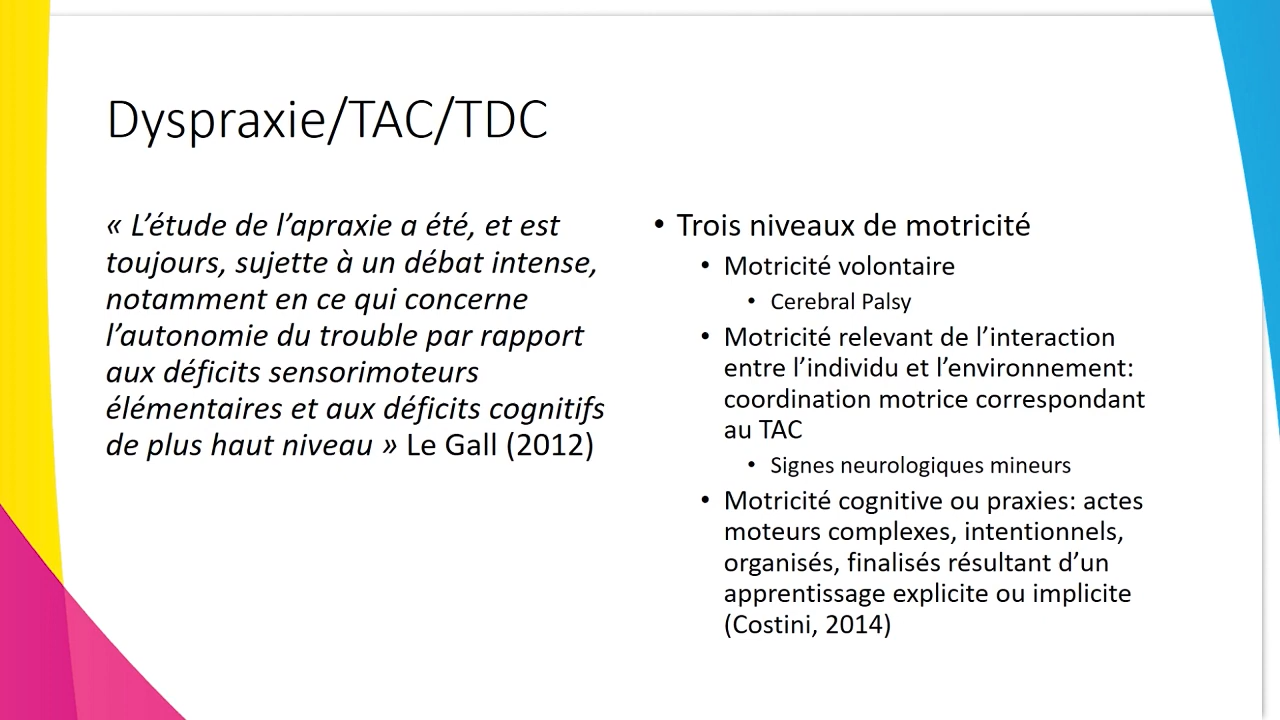 Dyspraxie/TAC/TDC
« L’étude de l’apraxie a été, et est
toujours, sujette à un débat intense,
notamment en ce qui concerne
l’autonomie du trouble par rapport
aux déficits sensorimoteurs
élémentaires et aux déficits cognitifs
de plus haut niveau » Le Gall (2012)
• Trois niveaux de motricité
• Motricité volontaire
• Cerebral Palsy
• Motricité relevant de l’interaction
entre l’individu et l’environnement:
coordination motrice correspondant
au TAC
• Signes neurologiques mineurs
• Motricité cognitive ou praxies: actes
moteurs complexes, intentionnels,
organisés, finalisés résultant d’un
apprentissage explicite ou implicite
(Costini, 2014)